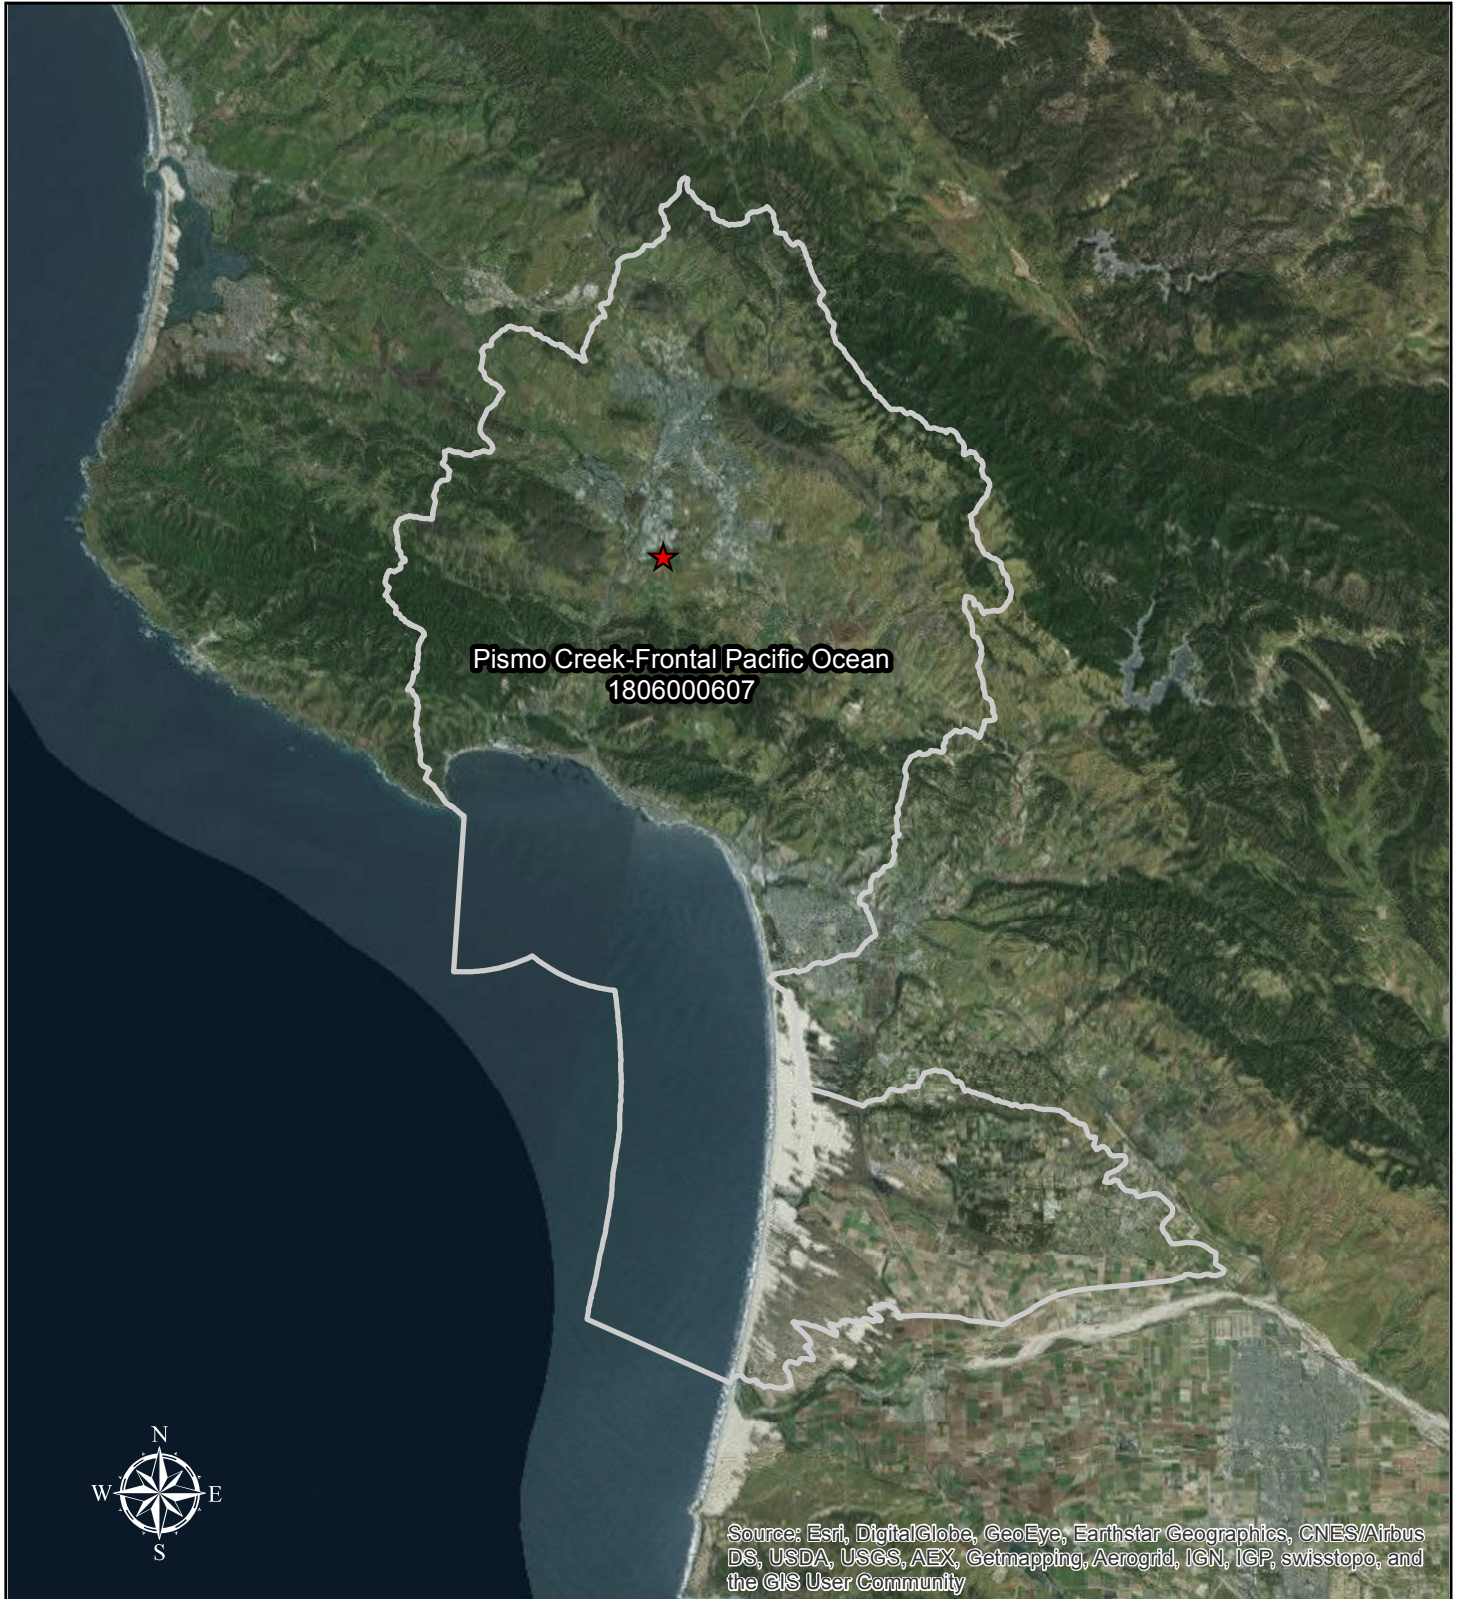 Pismo Creek-Frontal Pacific Ocean
1806000607
N
W
E
S
Source: Esri, DigitalGlobe, GeoEye, Earthstar Geographics, CNES/Airbus
DS, USDA, USGS, AEX, Getmapping, Aerogrid, IGN, IGP, swisstopo, and
the GIS User Community